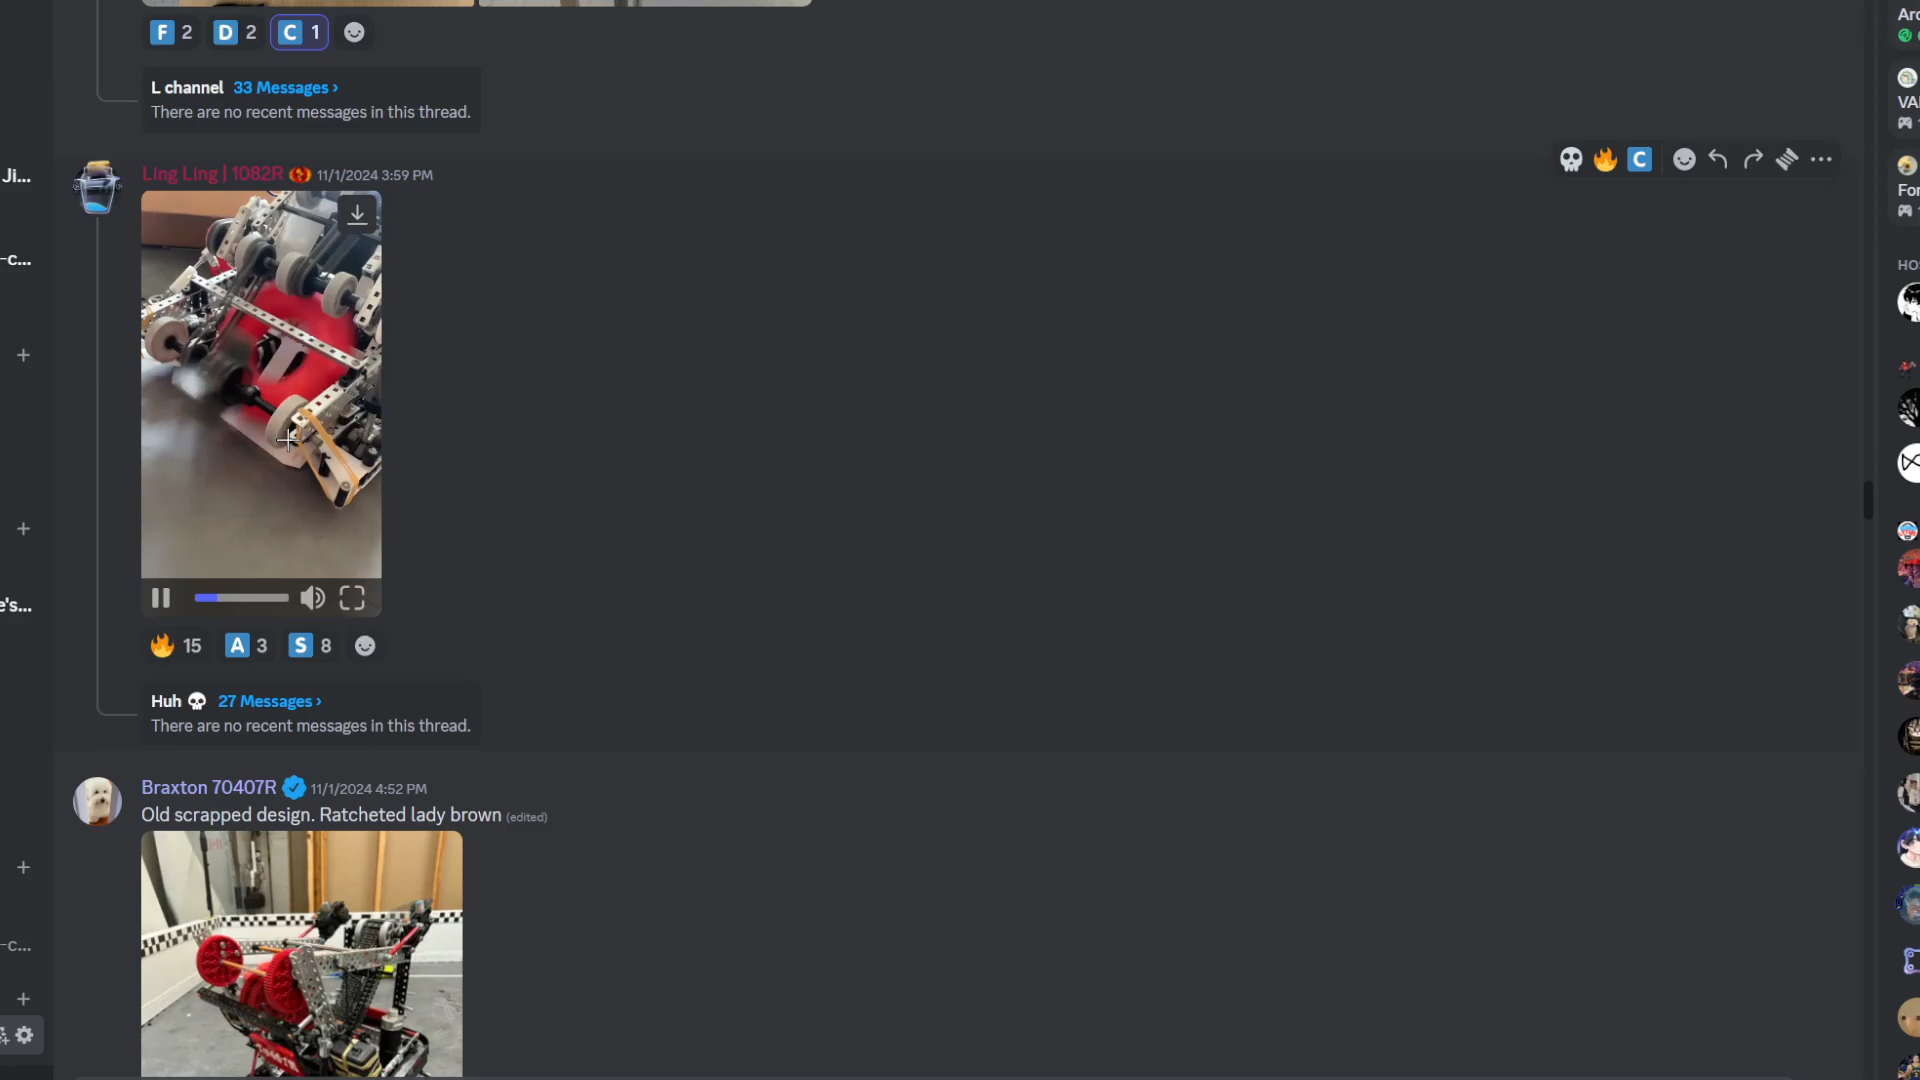 F 2 D 2 C 1
L channel 33 Messages ›
There are no recent messages in this thread.
Ji...
Ling Ling | 1082R 11/1/2024 3:59 PM
C
VA
For
-c...
HO
15 A 3 S 8
e's...
Huh 💀 27 Messages ›
There are no recent messages in this thread.
Braxton 70407R 11/1/2024 4:52 PM
Old scrapped design. Ratcheted lady brown (edited)
-c...